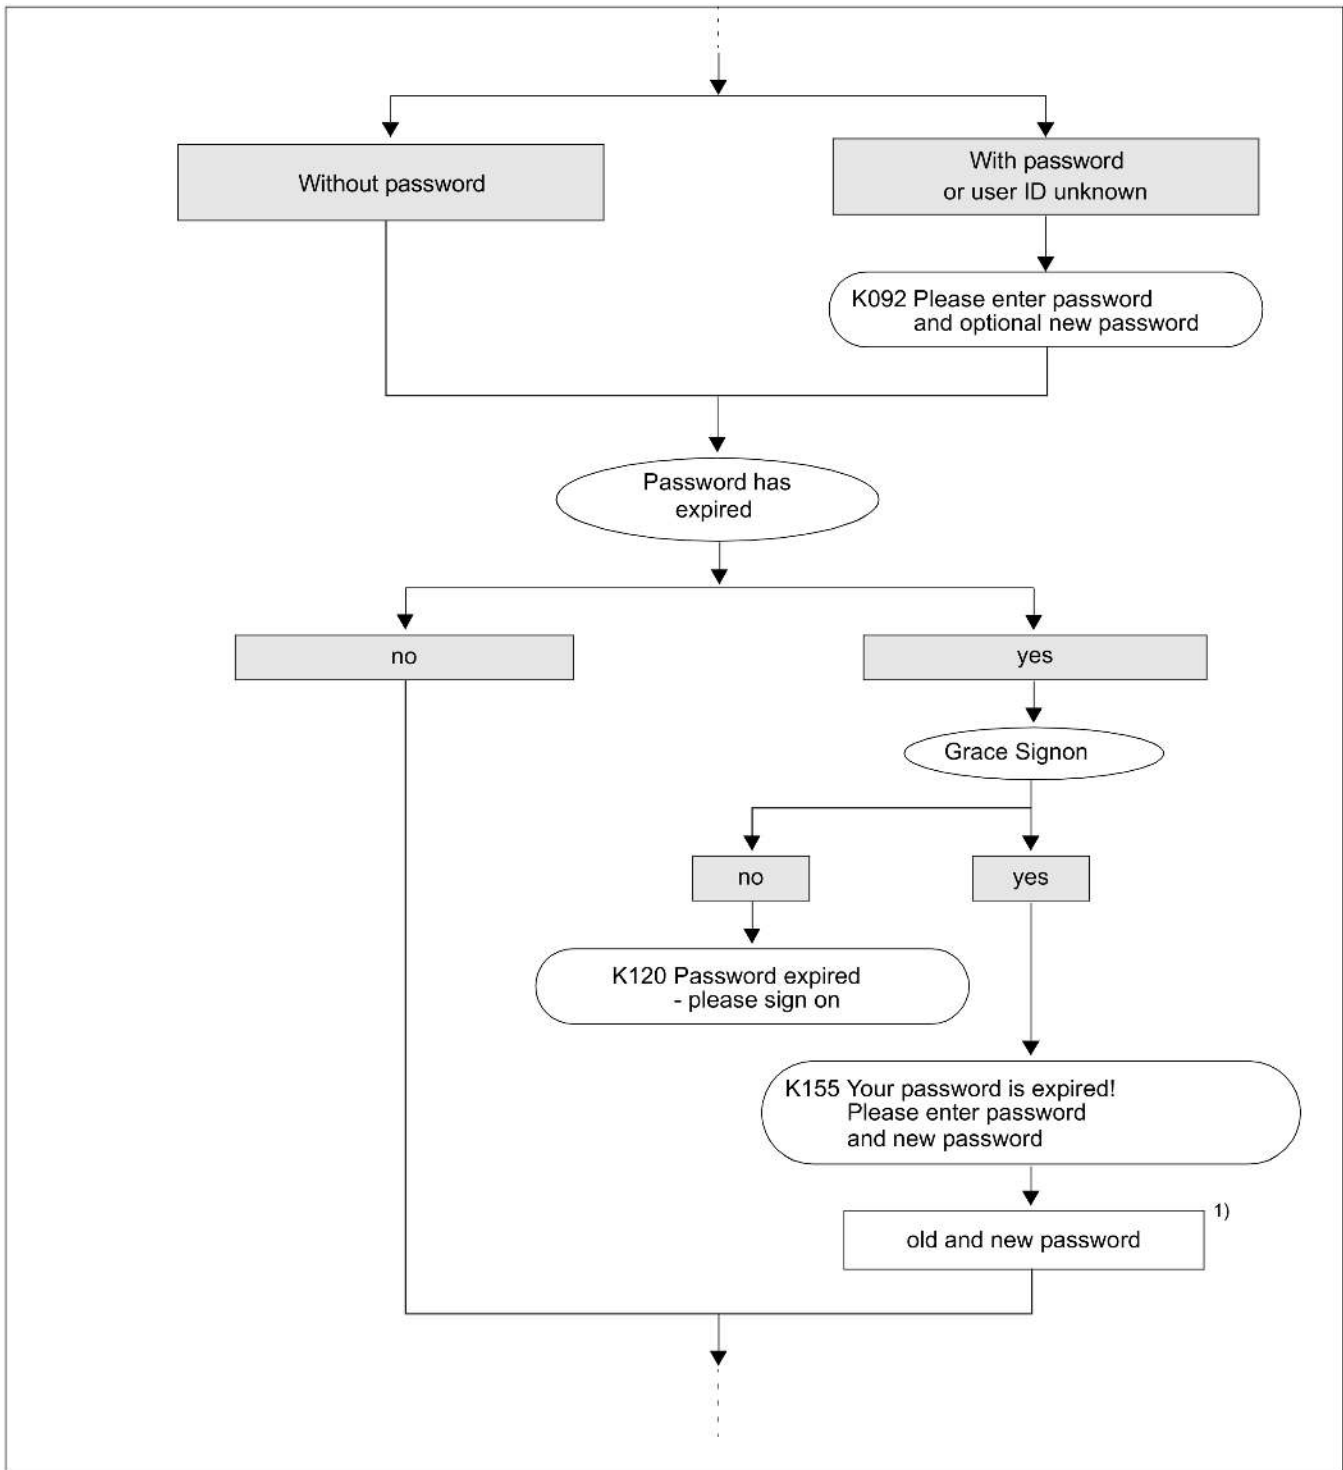 Without password
With password
or user ID unknown
K092 Please enter password
and optional new password
Password has
expired
no
yes
Grace Signon
no
yes
K120 Password expired
- please sign on
K155 Your password is expired!
Please enter password
and new password
1)
old and new password